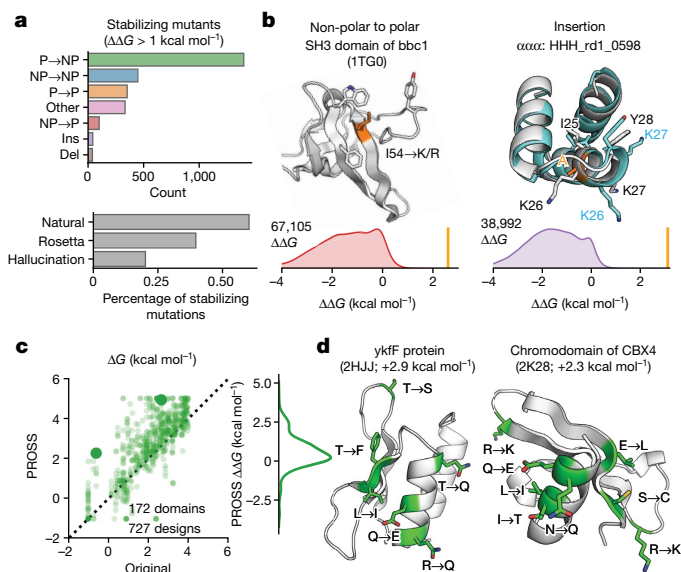 a
Stabilizing mutants
(ΔΔG > 1 kcal mol⁻¹)
P→NP
NP→NP
P→P
Other
NP→P
Ins
Del
0 500 1,000
Count
Natural
Rosetta
Hallucination
0 0.25 0.50
Percentage of stabilizing
mutations
b
Non-polar to polar
SH3 domain of bbc1
(1TG0)
I54→K/R
67,105
ΔΔG
−4 −2 0 2
ΔΔG (kcal mol⁻¹)
Insertion
ααα: HHH_rd1_0598
I25
Y28
K27
A
K27
K26
K26
38,992
ΔΔG
−4 −2 0 2
ΔΔG (kcal mol⁻¹)
c
ΔG (kcal mol⁻¹)
6
4
2
0
−2
PROSS
172 domains
727 designs
−2 0 2 4 6
Original
PROSS ΔΔG (kcal mol⁻¹)
5.0
2.5
0
−2.5
d
ykfF protein
(2HJJ; +2.9 kcal mol⁻¹)
T→S
T→F
T→Q
L→I
Q→E
R→Q
Chromodomain of CBX4
(2K28; +2.3 kcal mol⁻¹)
R→K
E→L
Q→E
L→I
S→C
I→T
N→Q
R→K